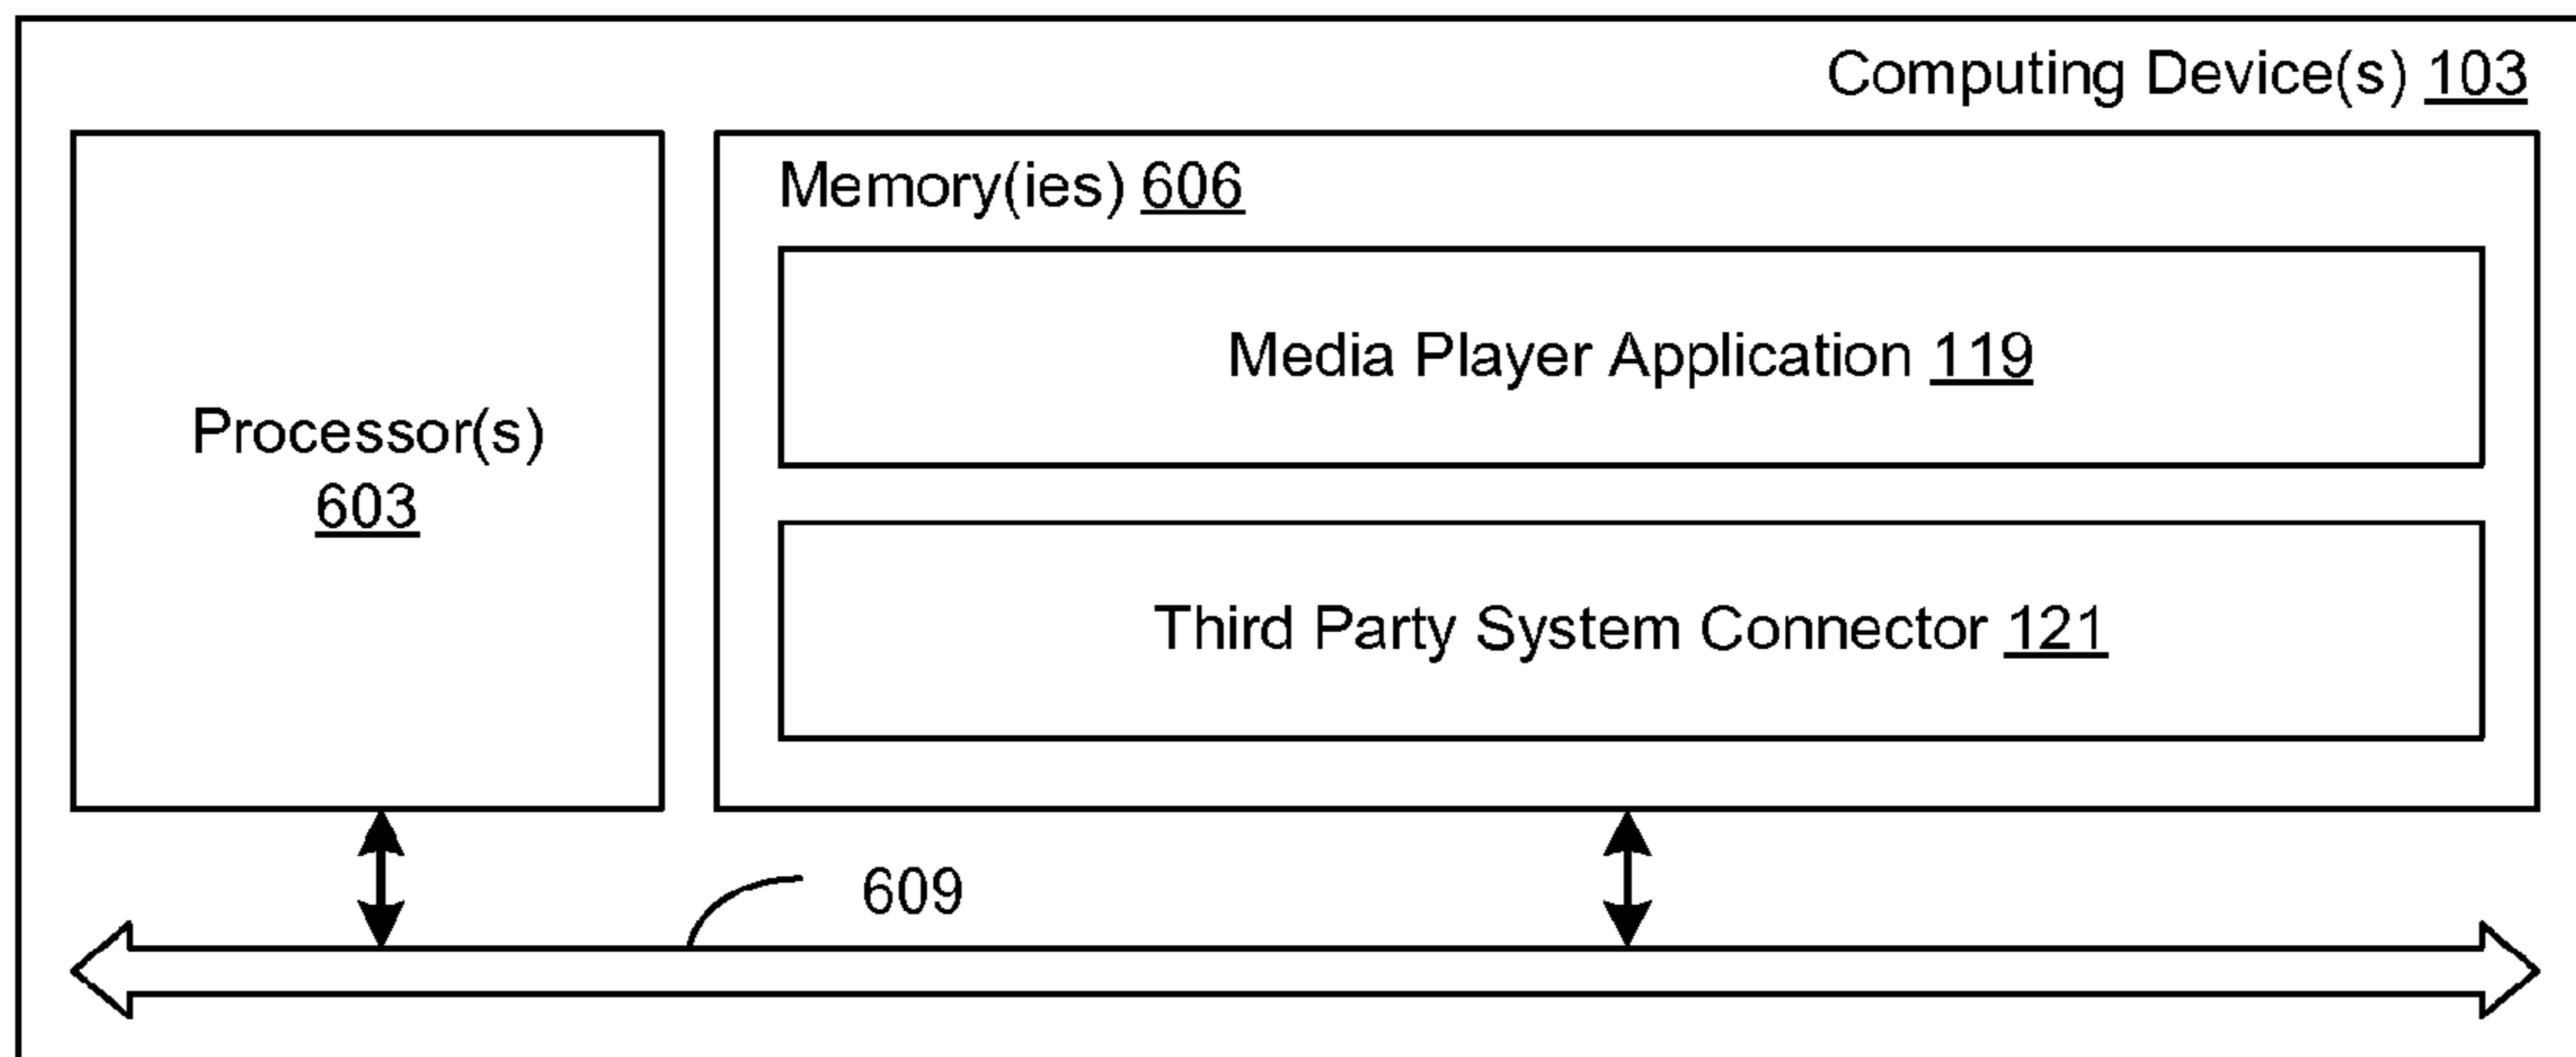 Computing Device(s) 103
Memory(ies) 606
Media Player Application 119
Processor(s)
603
Third Party System Connector 121
609